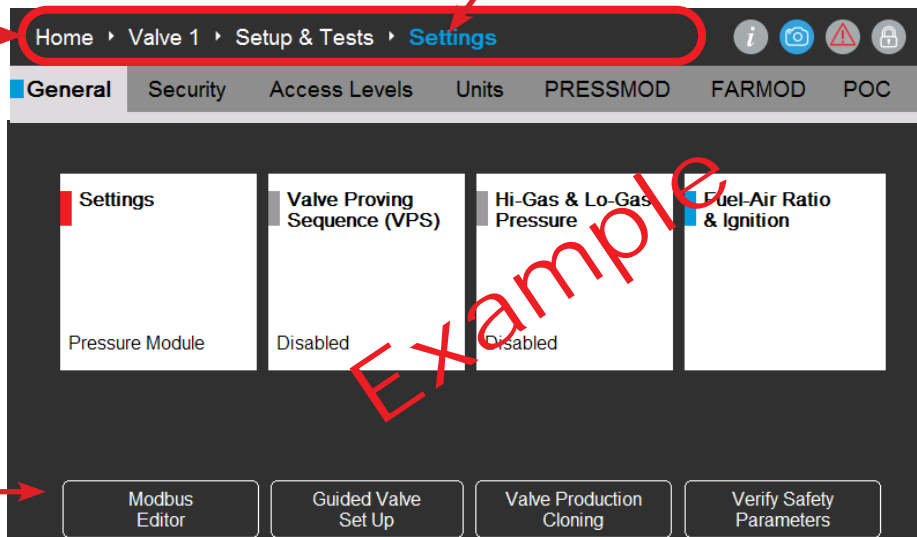 Home ‣ Valve 1 ‣ Setup & Tests ‣ Settings
i
General Security Access Levels Units PRESSMOD FARMOD POC
Settings
Pressure Module
Valve Proving
Sequence (VPS)
Disabled
Hi-Gas & Lo-Gas
Pressure
Disabled
Fuel-Air Ratio
& Ignition
Example
Modbus
Editor
Guided Valve
Set Up
Valve Production
Cloning
Verify Safety
Parameters